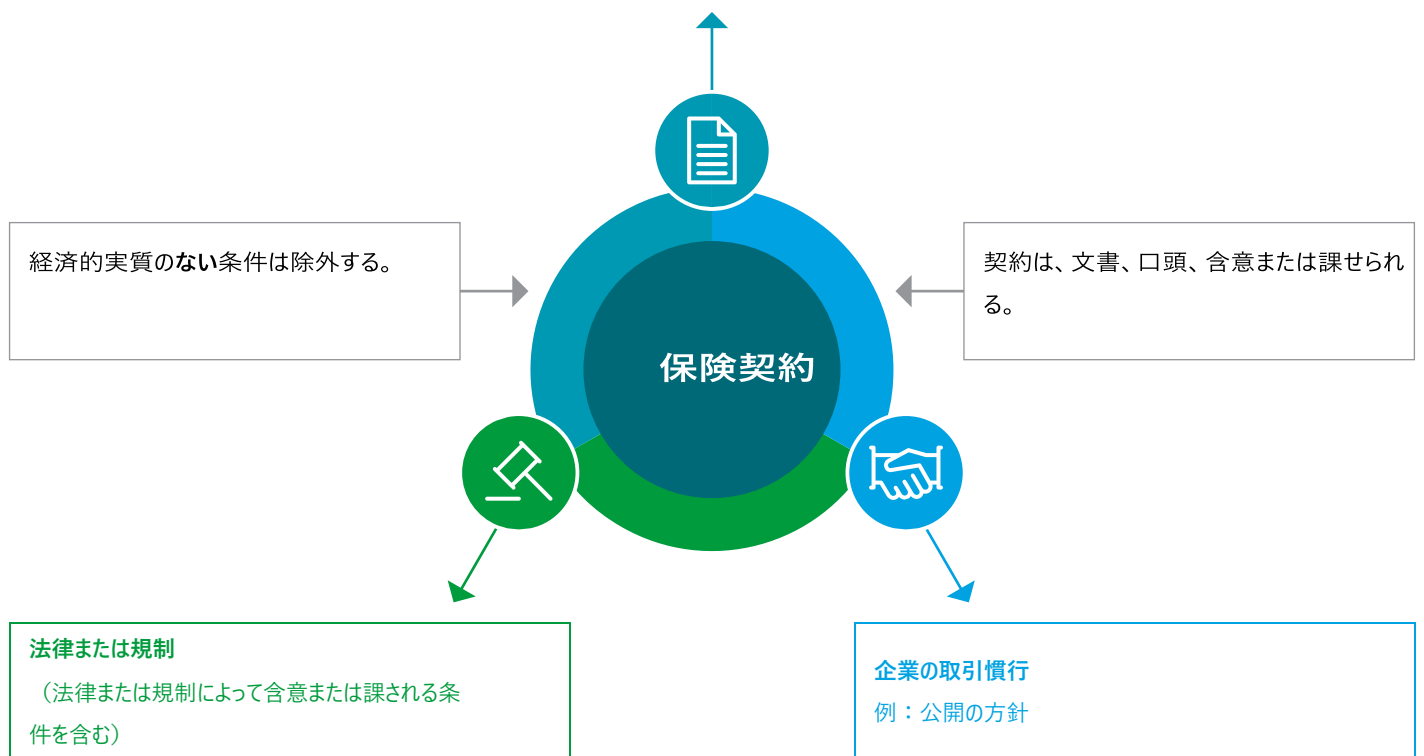 経済的実質のない条件は除外する。
契約は、文書、口頭、含意または課せられ
る。
保険契約
法律または規制
（法律または規制によって含意または課される条
件を含む）
企業の取引慣行
例：公開の方針